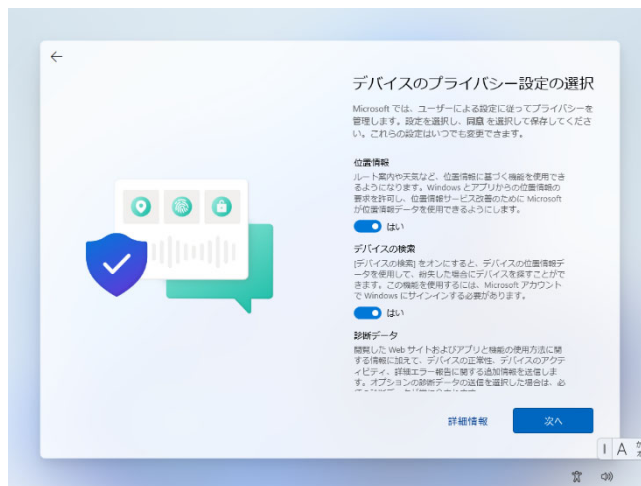 デバイスのプライバシー設定の選択
Microsoft では、ユーザーによる設定に従ってプライバシーを
管理します。設定を選択し、同意 を選択して保存してくださ
い。これらの設定はいつでも変更できます。
位置情報
ルート案内や天気など、位置情報に基づく機能を使用でき
るようになります。Windows とアプリからの位置情報の
要求を許可し、位置情報サービス改善のために Microsoft
が位置情報データを使用できるようにします。
はい
デバイスの検索
[デバイスの検索] をオンにすると、デバイスの位置情報デ
ータを使用して、紛失した場合にデバイスを探すことがで
きます。この機能を使用するには、Microsoft アカウント
で Windows にサインインする必要があります。
はい
診断データ
閲覧した Web サイトおよびアプリと機能の使用方法に関
する情報に加えて、デバイスの正常性、デバイスのアクテ
ィビティ、詳細エラー報告に関する追加情報を送信しま
す。オプションの診断データの送信を選択した場合は、必
詳細情報
次へ
A